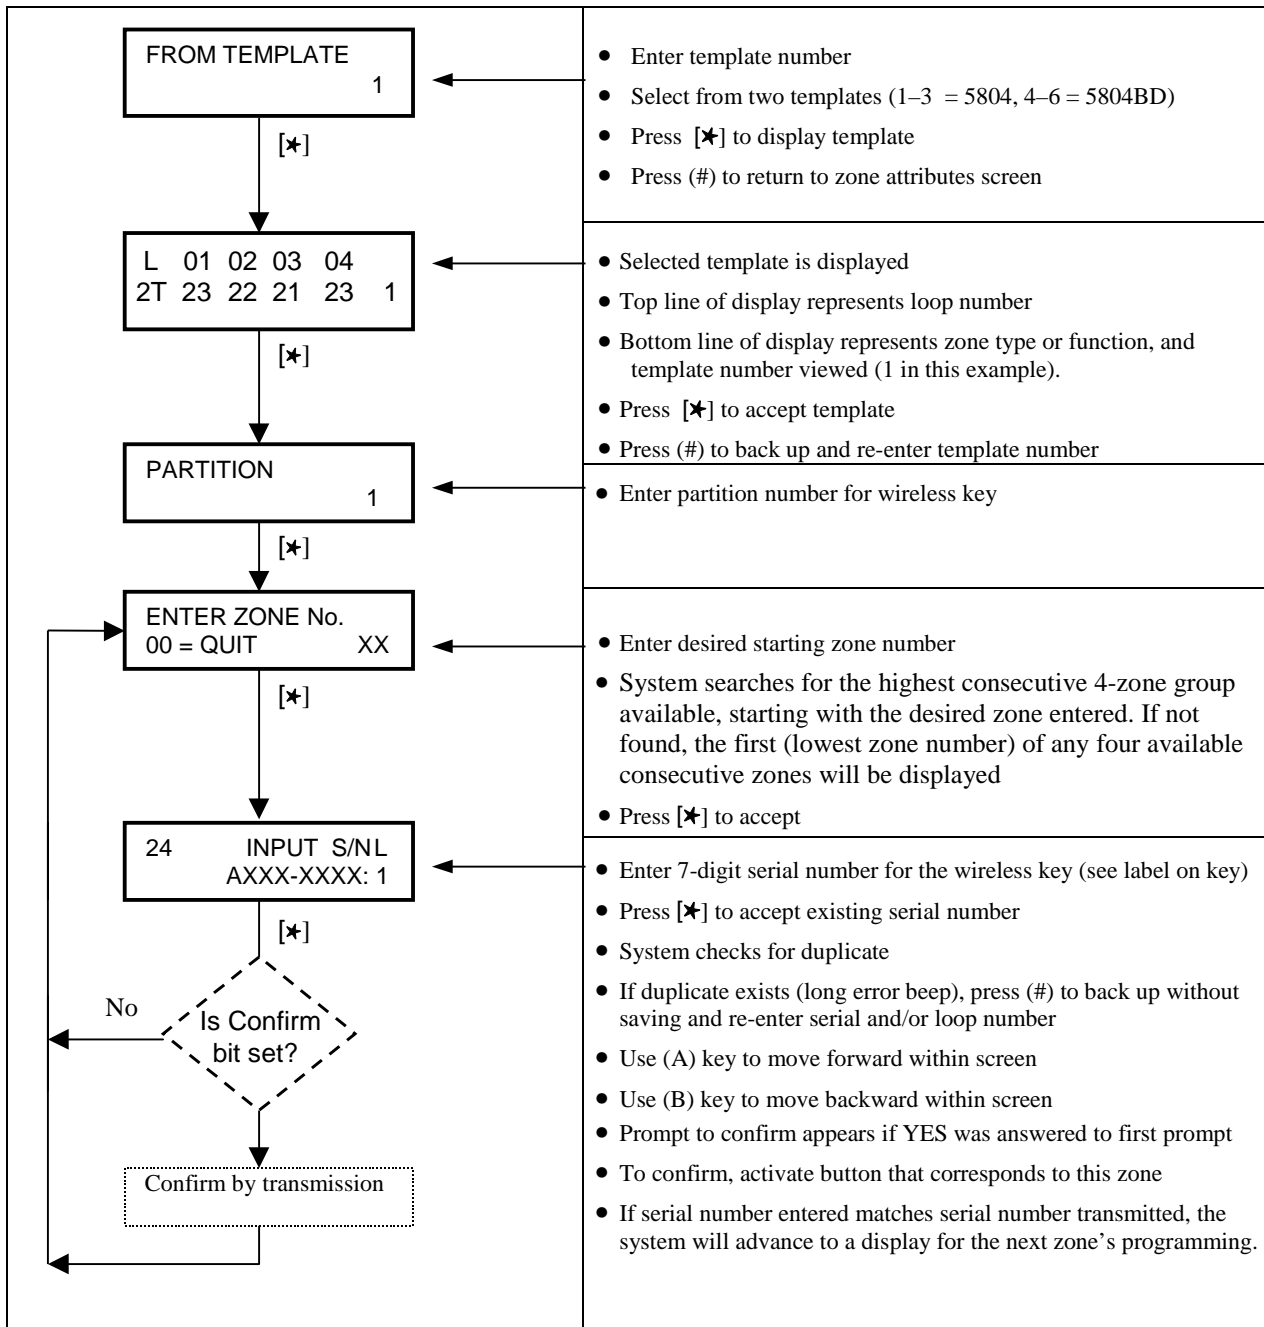 FROM TEMPLATE
1
• Enter template number
• Select from two templates (1–3 = 5804, 4–6 = 5804BD)
• Press [✶] to display template
• Press (#) to return to zone attributes screen
[✶]
L 01 02 03 04
2T 23 22 21 23 1
• Selected template is displayed
• Top line of display represents loop number
• Bottom line of display represents zone type or function, and
template number viewed (1 in this example).
• Press [✶] to accept template
• Press (#) to back up and re-enter template number
[✶]
PARTITION
1
• Enter partition number for wireless key
[✶]
ENTER ZONE No.
00 = QUIT XX
• Enter desired starting zone number
• System searches for the highest consecutive 4-zone group
available, starting with the desired zone entered. If not
found, the first (lowest zone number) of any four available
consecutive zones will be displayed
• Press [✶] to accept
[✶]
24 INPUT S/NL
AXXX-XXXX: 1
• Enter 7-digit serial number for the wireless key (see label on key)
• Press [✶] to accept existing serial number
• System checks for duplicate
• If duplicate exists (long error beep), press (#) to back up without
saving and re-enter serial and/or loop number
• Use (A) key to move forward within screen
• Use (B) key to move backward within screen
• Prompt to confirm appears if YES was answered to first prompt
• To confirm, activate button that corresponds to this zone
• If serial number entered matches serial number transmitted, the
system will advance to a display for the next zone’s programming.
[✶]
No
Is Confirm
bit set?
Confirm by transmission